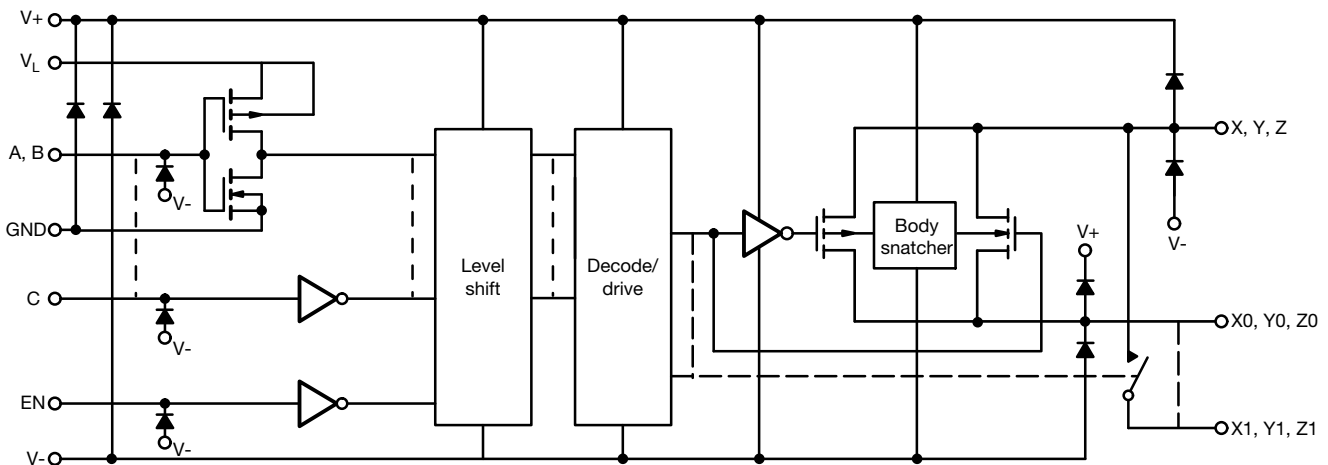 V+
VL
A, B
V-
GND
C
V-
EN
V-
V-
Level
shift
Decode/
drive
Body
snatcher
V+
X, Y, Z
V-
X0, Y0, Z0
X1, Y1, Z1